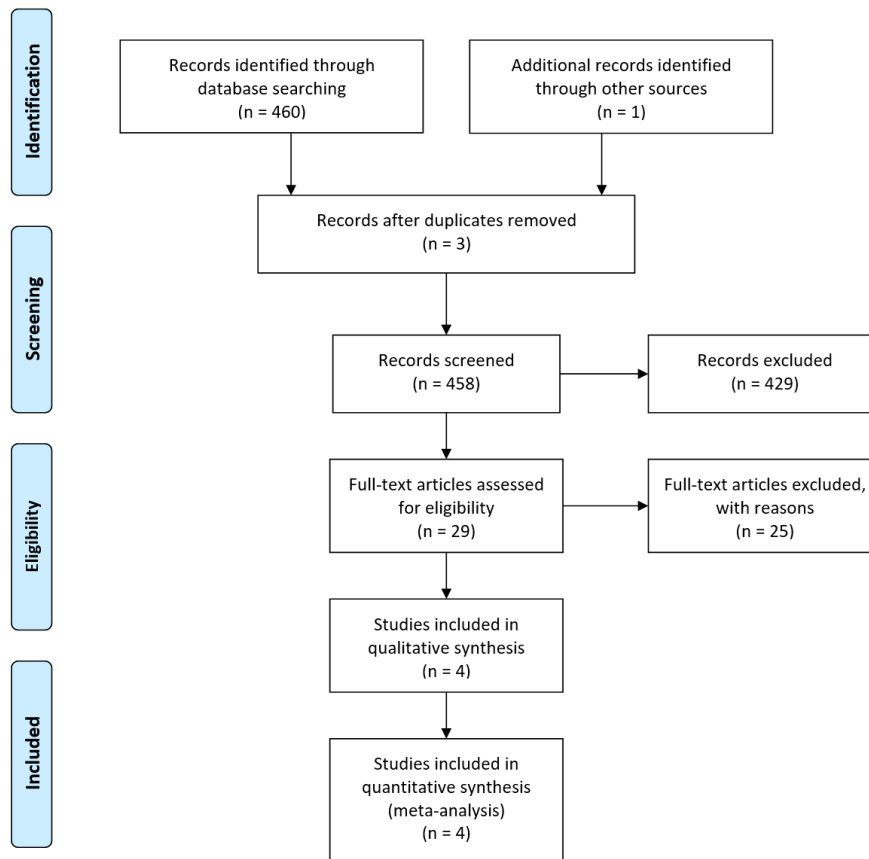 Identification
Records identified through
database searching
(n = 460)
Additional records identified
through other sources
(n = 1)
Records after duplicates removed
(n = 3)
Screening
Records screened
(n = 458)
Records excluded
(n = 429)
Eligibility
Full-text articles assessed
for eligibility
(n = 29)
Full-text articles excluded,
with reasons
(n = 25)
Studies included in
qualitative synthesis
(n = 4)
Included
Studies included in
quantitative synthesis
(meta-analysis)
(n = 4)